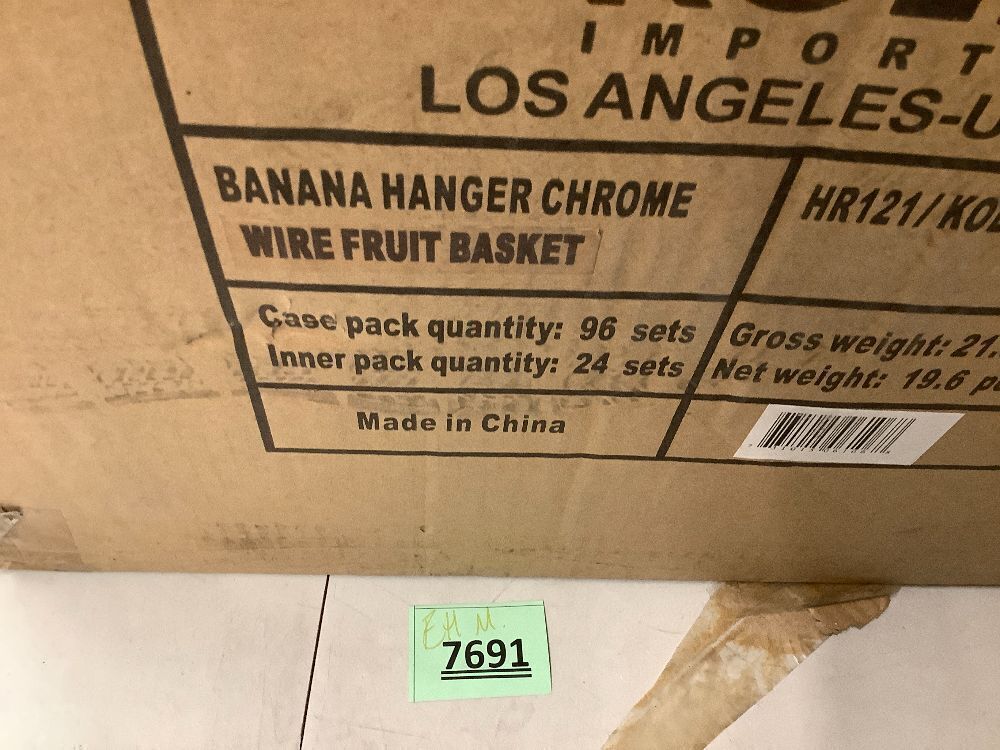 IMPORT
LOS ANGELES-U
BANANA HANGER CHROME
WIRE FRUIT BASKET
HR121/KO
Case pack quantity: 96 sets
Inner pack quantity: 24 sets
Gross weight: 21.
Net weight: 19.6 p
Made in China
EH M.
7691